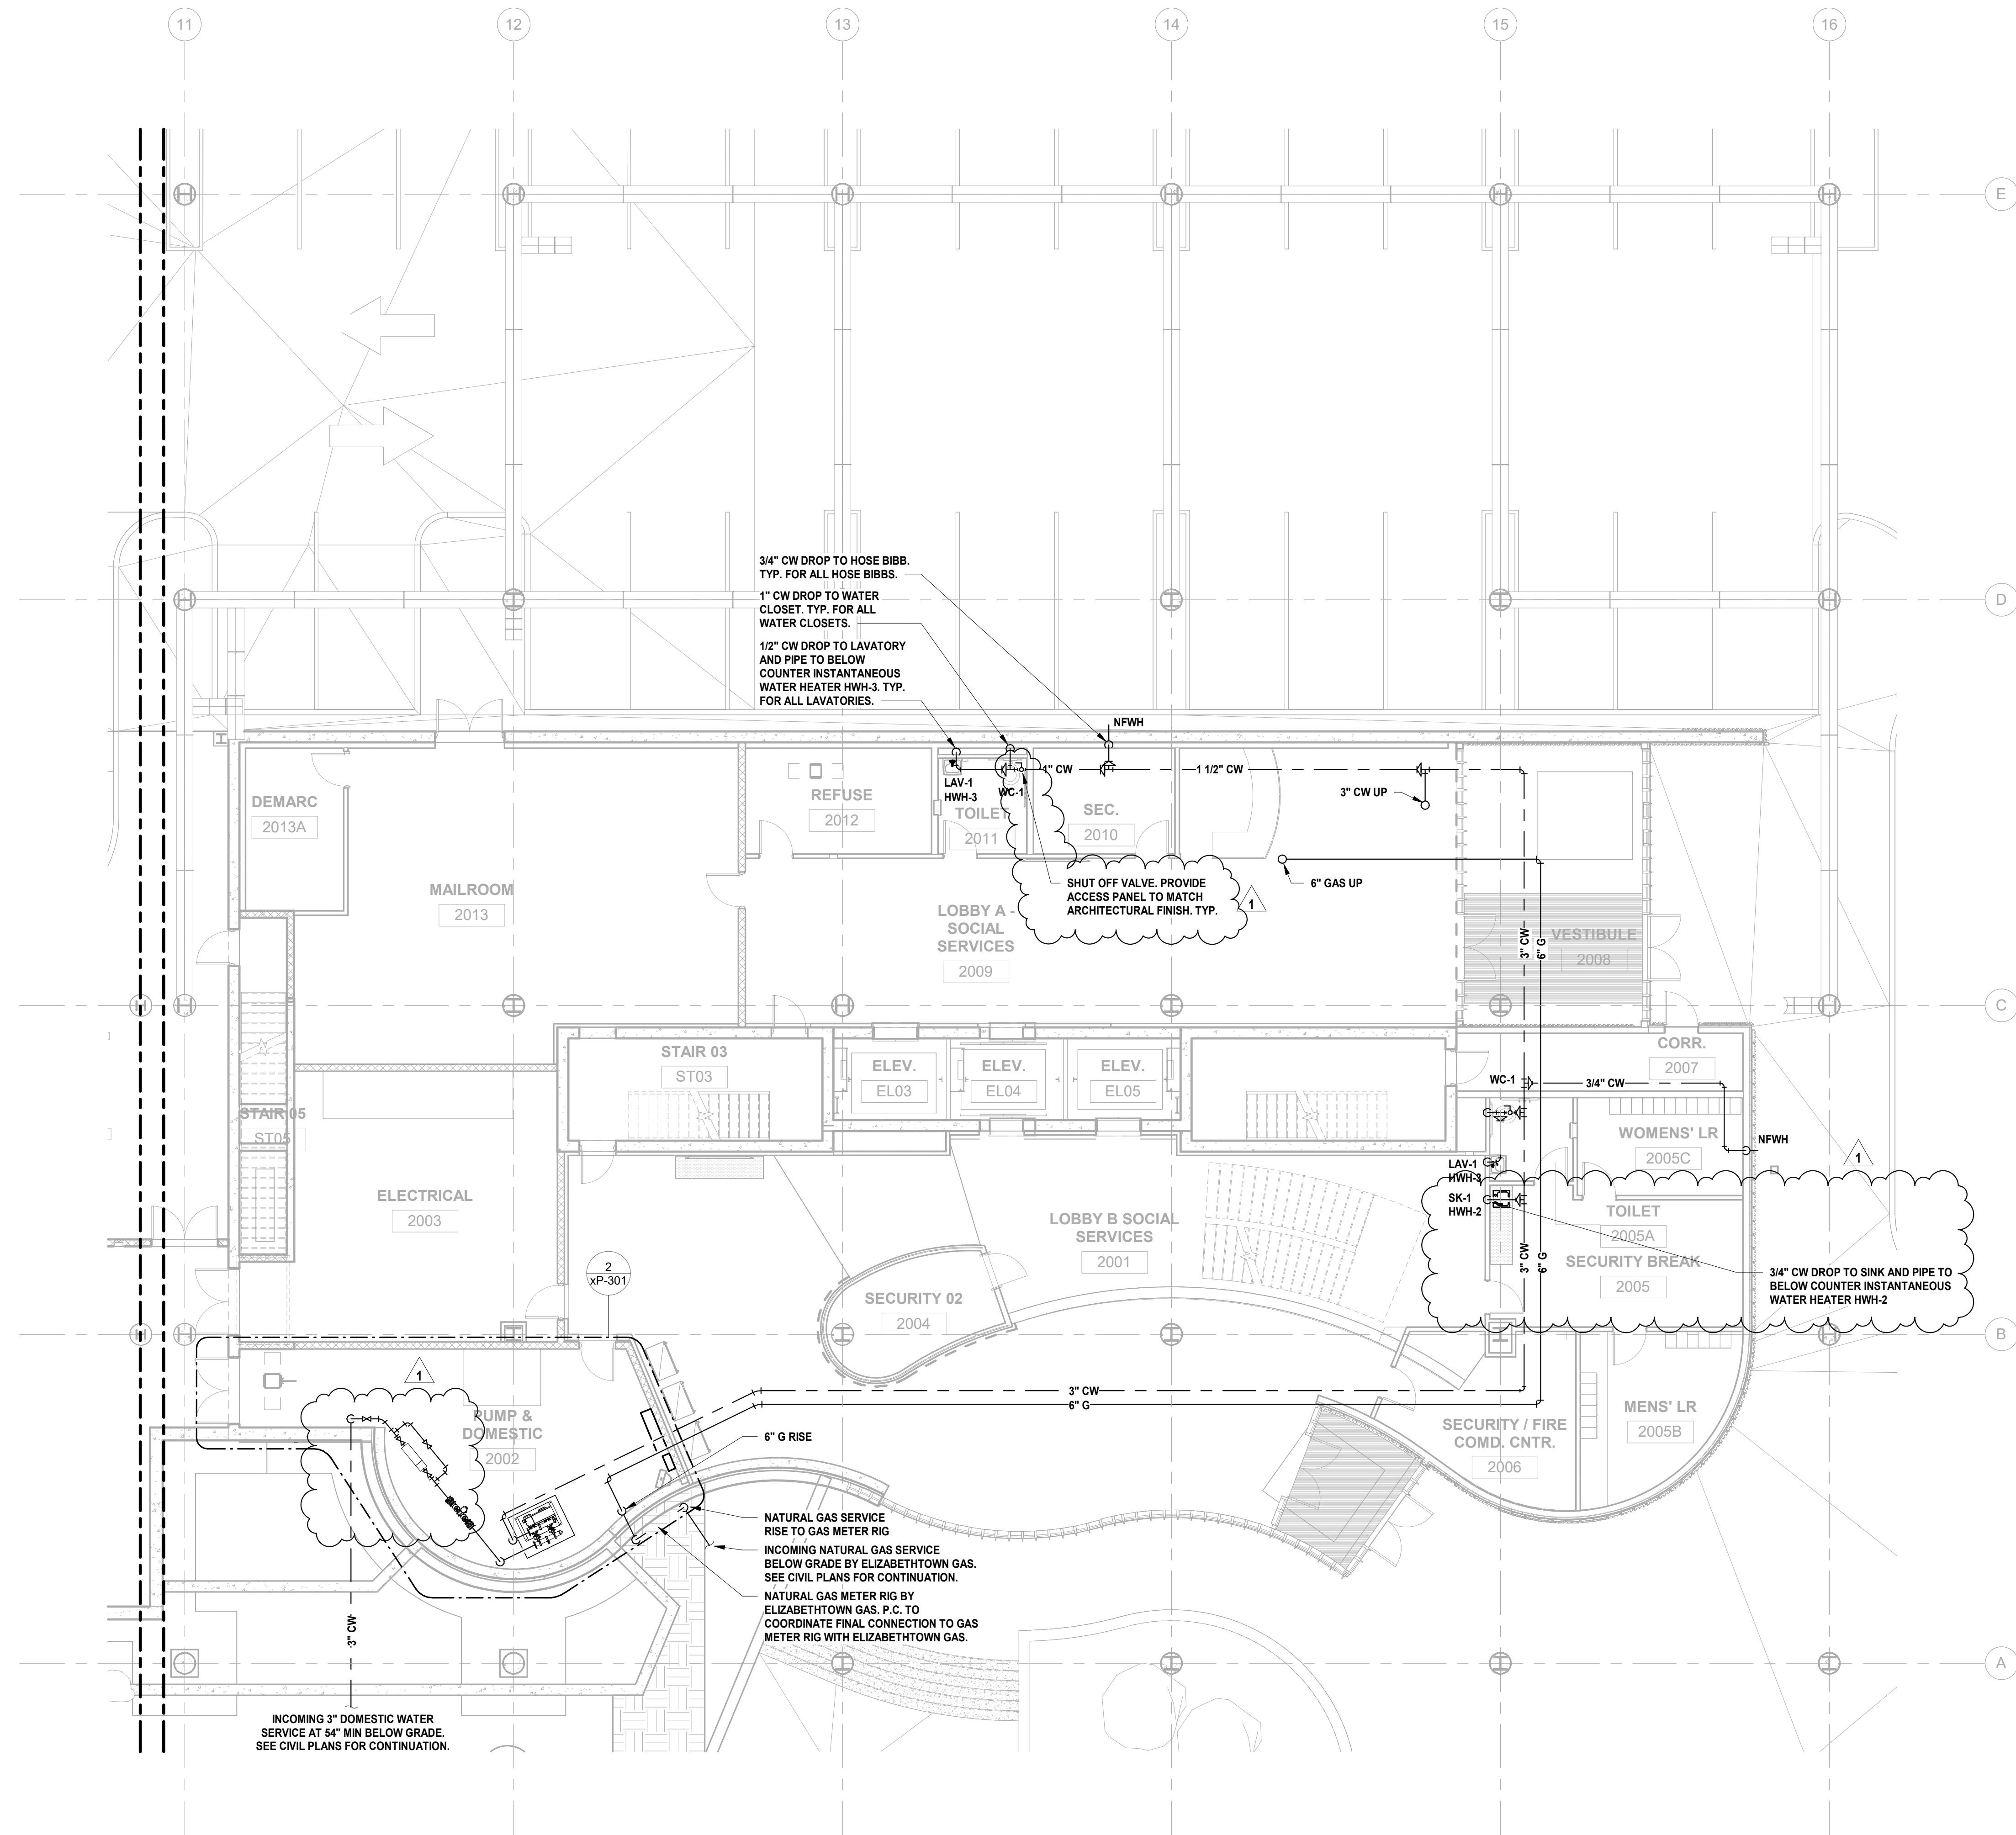 11
12
13
14
15
16
E
D
3/4" CW DROP TO HOSE BIBB.
TYP. FOR ALL HOSE BIBBS.
1" CW DROP TO WATER
CLOSET. TYP. FOR ALL
WATER CLOSETS.
1/2" CW DROP TO LAVATORY
AND PIPE TO BELOW
COUNTER INSTANTANEOUS
WATER HEATER HWH-3. TYP.
FOR ALL LAVATORIES.
NFWH
1" CW
1 1/2" CW
LAV-1
HWH-3
WC-1
3" CW UP
DEMARC
2013A
REFUSE
2012
TOILET
2011
SEC.
2010
6" GAS UP
SHUT OFF VALVE. PROVIDE
ACCESS PANEL TO MATCH
ARCHITECTURAL FINISH. TYP.
1
MAILROOM
2013
LOBBY A -
SOCIAL
SERVICES
2009
3" CW
6" G
VESTIBULE
2008
C
STAIR 03
ST03
ELEV.
EL03
ELEV.
EL04
ELEV.
EL05
CORR.
2007
WC-1
3/4" CW
STAIR 05
ST05
WOMENS' LR
2005C
NFWH
1
LAV-1
HWH-3
SK-1
HWH-2
ELECTRICAL
2003
LOBBY B SOCIAL
SERVICES
2001
TOILET
2005A
SECURITY BREAK
2005
3" CW
6" G
3/4" CW DROP TO SINK AND PIPE TO
BELOW COUNTER INSTANTANEOUS
WATER HEATER HWH-2
2
xP-301
SECURITY 02
2004
B
1
3" CW
6" G
PUMP &
DOMESTIC
2002
6" G RISE
SECURITY / FIRE
COMD. CNTR.
2006
MENS' LR
2005B
NATURAL GAS SERVICE
RISE TO GAS METER RIG
INCOMING NATURAL GAS SERVICE
BELOW GRADE BY ELIZABETHTOWN GAS.
SEE CIVIL PLANS FOR CONTINUATION.
NATURAL GAS METER RIG BY
ELIZABETHTOWN GAS. P.C. TO
COORDINATE FINAL CONNECTION TO GAS
METER RIG WITH ELIZABETHTOWN GAS.
3" CW
A
INCOMING 3" DOMESTIC WATER
SERVICE AT 54" MIN BELOW GRADE.
SEE CIVIL PLANS FOR CONTINUATION.